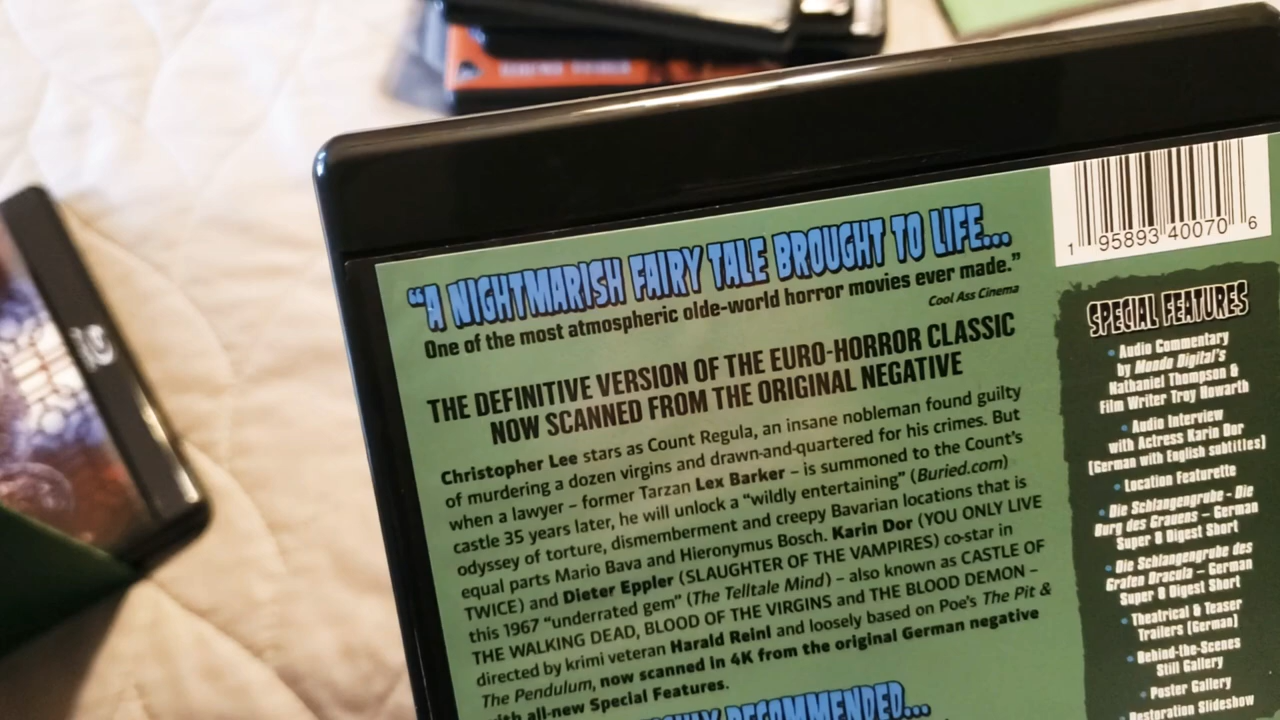 “A NIGHTMARISH FAIRY TALE BROUGHT TO LIFE...
One of the most atmospheric olde-world horror movies ever made.”
Cool Ass Cinema
THE DEFINITIVE VERSION OF THE EURO-HORROR CLASSIC
NOW SCANNED FROM THE ORIGINAL NEGATIVE
Christopher Lee stars as Count Regula, an insane nobleman found guilty
of murdering a dozen virgins and drawn-and-quartered for his crimes. But
when a lawyer – former Tarzan Lex Barker – is summoned to the Count’s
castle 35 years later, he will unlock a “wildly entertaining” (Buried.com)
odyssey of torture, dismemberment and creepy Bavarian locations that is
equal parts Mario Bava and Hieronymus Bosch. Karin Dor (YOU ONLY LIVE
TWICE) and Dieter Eppler (SLAUGHTER OF THE VAMPIRES) co-star in
this 1967 “underrated gem” (The Telltale Mind) – also known as CASTLE OF
THE WALKING DEAD, BLOOD OF THE VIRGINS and THE BLOOD DEMON –
directed by krimi veteran Harald Reinl and loosely based on Poe’s The Pit &
The Pendulum, now scanned in 4K from the original German negative
with all-new Special Features.
RECOMMENDED...
1 95893 40070 6
SPECIAL FEATURES
• Audio Commentary
by Mondo Digital’s
Nathaniel Thompson &
Film Writer Troy Howarth
• Audio Interview
with Actress Karin Dor
(German with English subtitles)
• Location Featurette
• Die Schlangengrube - Die
Burg des Grauens – German
Super 8 Digest Short
• Die Schlangengrube des
Grafen Dracula – German
Super 8 Digest Short
• Theatrical & Teaser
Trailers (German)
• Behind-the-Scenes
Still Gallery
• Poster Gallery
• Restoration Slideshow